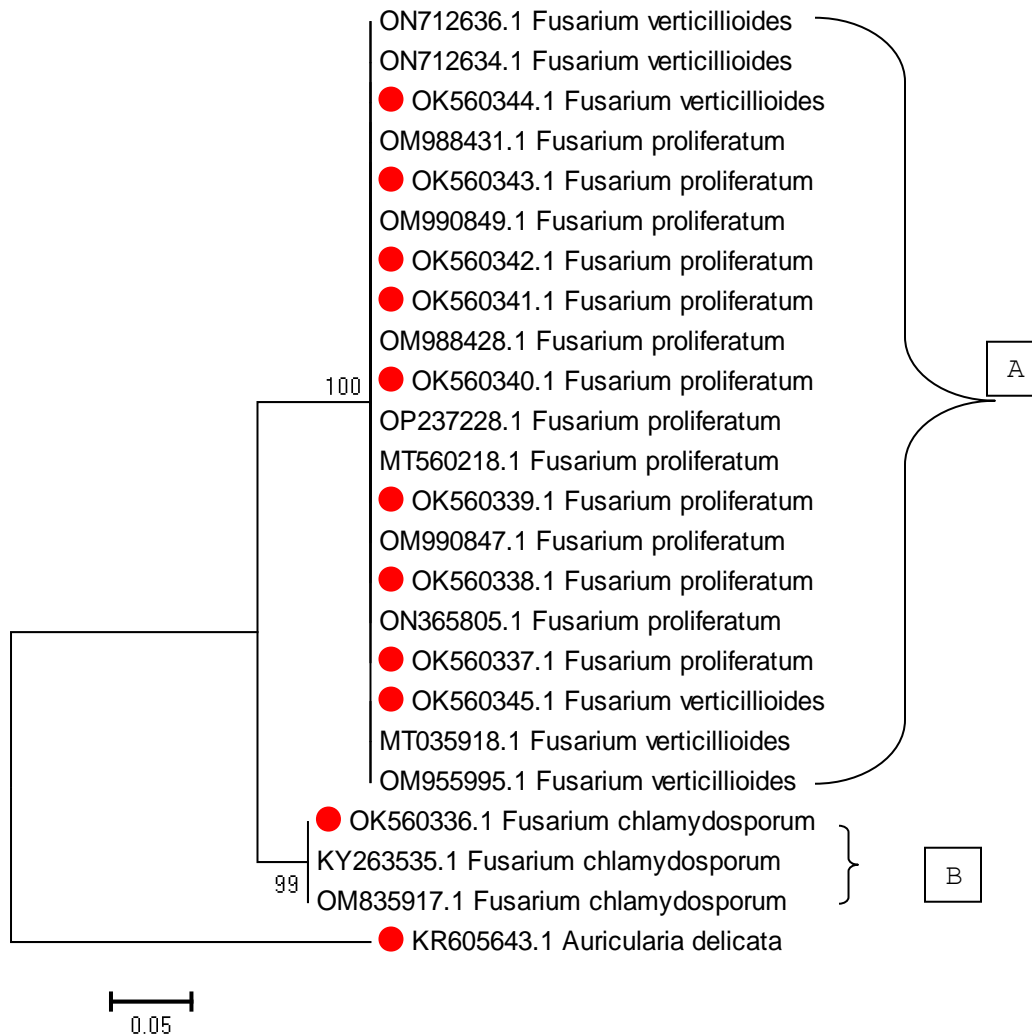 ON712636.1 Fusarium verticillioides
ON712634.1 Fusarium verticillioides
OK560344.1 Fusarium verticillioides
OM988431.1 Fusarium proliferatum
OK560343.1 Fusarium proliferatum
OM990849.1 Fusarium proliferatum
OK560342.1 Fusarium proliferatum
OK560341.1 Fusarium proliferatum
OM988428.1 Fusarium proliferatum
A
100
OK560340.1 Fusarium proliferatum
OP237228.1 Fusarium proliferatum
MT560218.1 Fusarium proliferatum
OK560339.1 Fusarium proliferatum
OM990847.1 Fusarium proliferatum
OK560338.1 Fusarium proliferatum
ON365805.1 Fusarium proliferatum
OK560337.1 Fusarium proliferatum
OK560345.1 Fusarium verticillioides
MT035918.1 Fusarium verticillioides
OM955995.1 Fusarium verticillioides
OK560336.1 Fusarium chlamydosporum
KY263535.1 Fusarium chlamydosporum
B
99
OM835917.1 Fusarium chlamydosporum
KR605643.1 Auricularia delicata
0.05